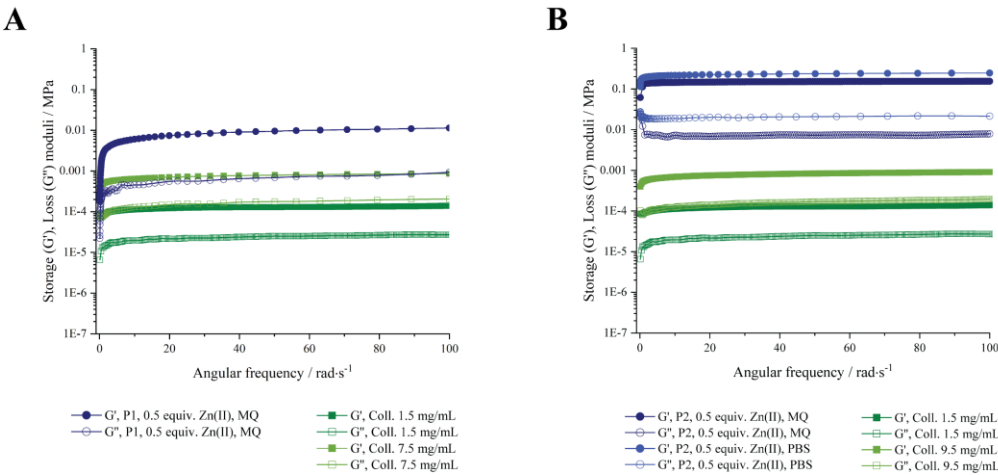 A
Storage (G'), Loss (G'') moduli / MPa
1
0.1
0.01
0.001
1E-4
1E-5
1E-6
1E-7
0
20
40
60
80
100
Angular frequency / rad·s⁻¹
G', P1, 0.5 equiv. Zn(II), MQ
G'', P1, 0.5 equiv. Zn(II), MQ
G', Coll. 1.5 mg/mL
G'', Coll. 1.5 mg/mL
G', Coll. 7.5 mg/mL
G'', Coll. 7.5 mg/mL
B
Storage (G'), Loss (G'') moduli / MPa
1
0.1
0.01
0.001
1E-4
1E-5
1E-6
1E-7
0
20
40
60
80
100
Angular frequency / rad·s⁻¹
G', P2, 0.5 equiv. Zn(II), MQ
G'', P2, 0.5 equiv. Zn(II), MQ
G', P2, 0.5 equiv. Zn(II), PBS
G'', P2, 0.5 equiv. Zn(II), PBS
G', Coll. 1.5 mg/mL
G'', Coll. 1.5 mg/mL
G', Coll. 9.5 mg/mL
G'', Coll. 9.5 mg/mL